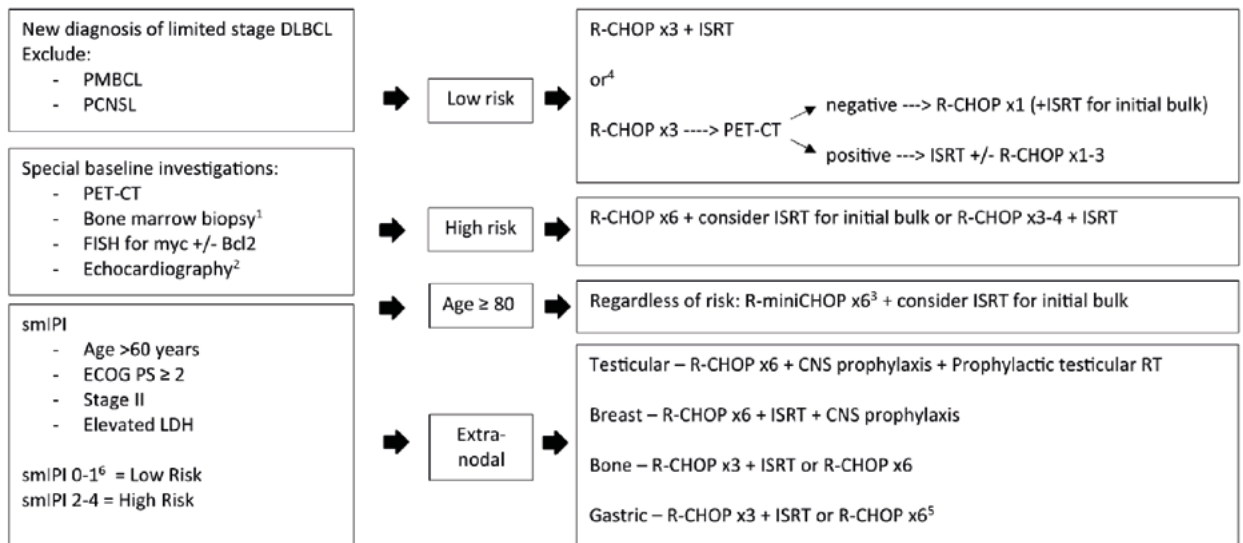 New diagnosis of limited stage DLBCL
Exclude:
- PMBCL
- PCNSL
Special baseline investigations:
- PET-CT
- Bone marrow biopsy¹
- FISH for myc +/- Bcl2
- Echocardiography²
smIPI
- Age >60 years
- ECOG PS ≥ 2
- Stage II
- Elevated LDH
smIPI 0-1⁶ = Low Risk
smIPI 2-4 = High Risk
Low risk
R-CHOP x3 + ISRT
or⁴
R-CHOP x3 ----> PET-CT
negative ---> R-CHOP x1 (+ISRT for initial bulk)
positive ---> ISRT +/- R-CHOP x1-3
High risk
R-CHOP x6 + consider ISRT for initial bulk or R-CHOP x3-4 + ISRT
Age ≥ 80
Regardless of risk: R-miniCHOP x6³ + consider ISRT for initial bulk
Extra-
nodal
Testicular – R-CHOP x6 + CNS prophylaxis + Prophylactic testicular RT
Breast – R-CHOP x6 + ISRT + CNS prophylaxis
Bone – R-CHOP x3 + ISRT or R-CHOP x6
Gastric – R-CHOP x3 + ISRT or R-CHOP x6⁵